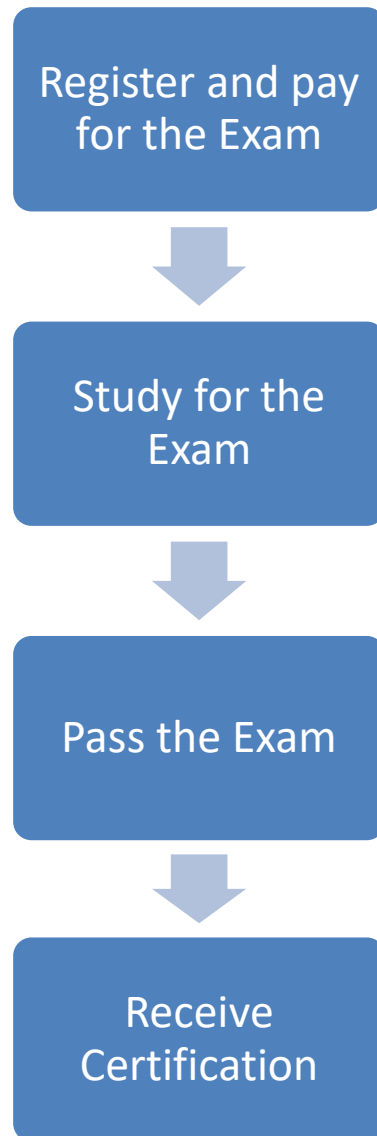 Register and pay
for the Exam
Study for the
Exam
Pass the Exam
Receive
Certification